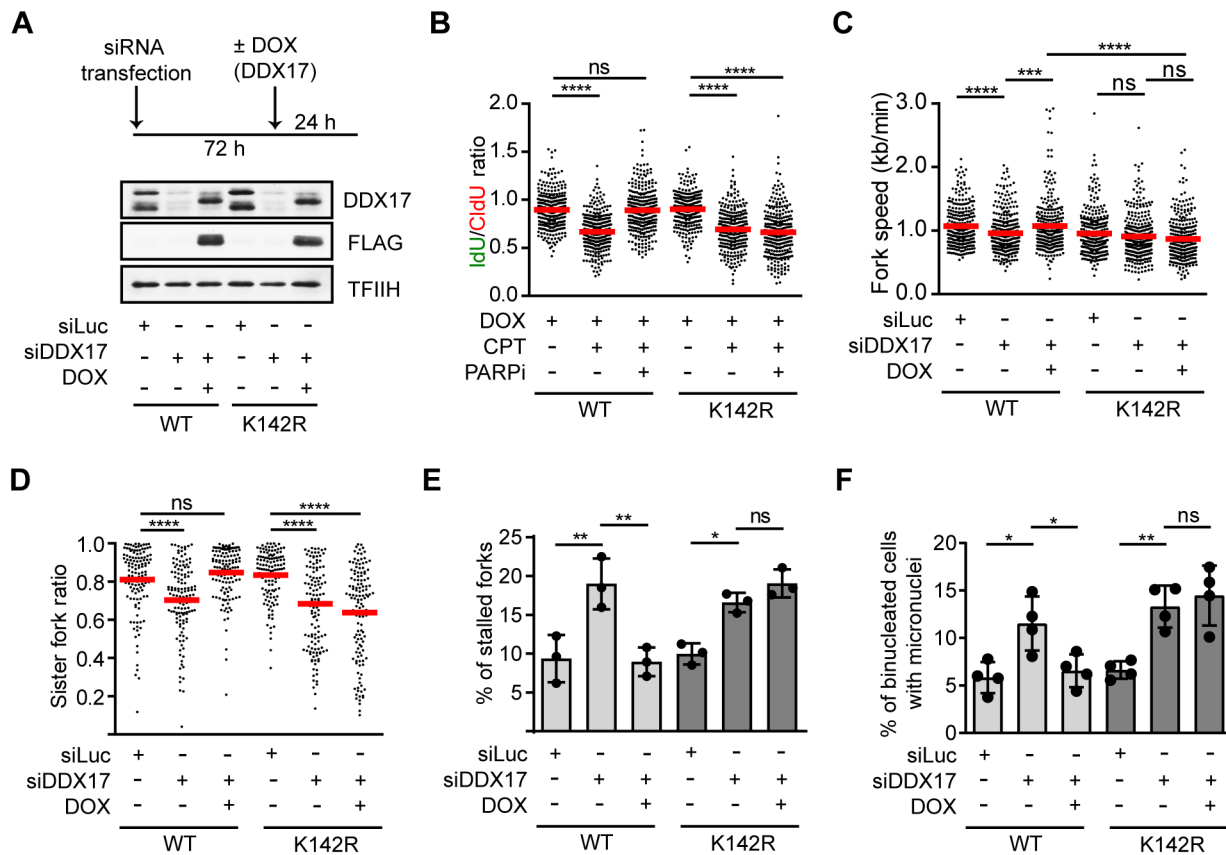 A
siRNA
transfection
± DOX
(DDX17)
24 h
72 h
DDX17
FLAG
TFIIH
siLuc + - - + - -
siDDX17 - + + - + +
DOX - - + - - +
WT K142R
B
ns ****
**** ****
2.0
1.5
1.0
0.5
0.0
IdU/CldU ratio
DOX + + + + + +
CPT - + + - + +
PARPi - - + - - +
WT K142R
C
****
*** ns
**** ns
3.0
2.0
1.0
0.0
Fork speed (kb/min)
siLuc + - - + - -
siDDX17 - + + - + +
DOX - - + - - +
WT K142R
D
ns ****
**** ****
1.0
0.8
0.6
0.4
0.2
Sister fork ratio
siLuc + - - + - -
siDDX17 - + + - + +
DOX - - + - - +
WT K142R
E
** ** * ns
25
20
15
10
5
% of stalled forks
siLuc + - - + - -
siDDX17 - + + - + +
DOX - - + - - +
WT K142R
F
* * ** ns
20
15
10
5
0
% of binucleated cells
with micronuclei
siLuc + - - + - -
siDDX17 - + + - + +
DOX - - + - - +
WT K142R